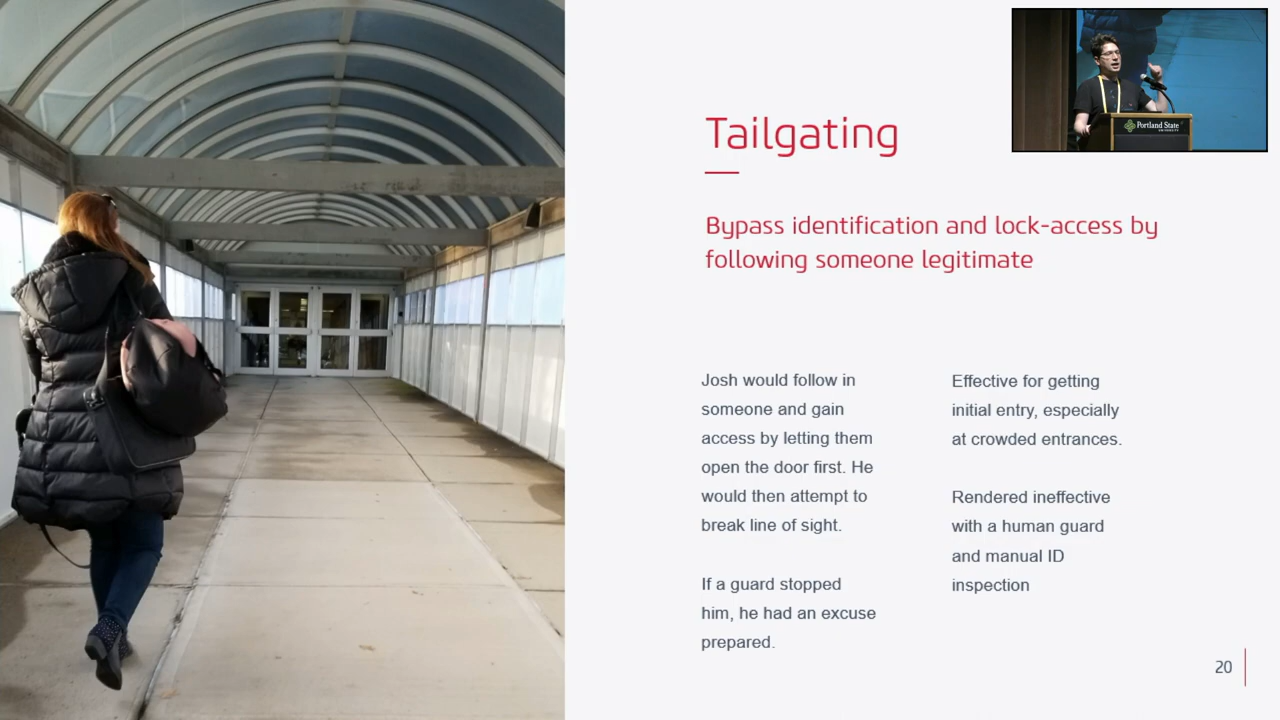 Tailgating
Bypass identification and lock-access by
following someone legitimate
Josh would follow in
someone and gain
access by letting them
open the door first. He
would then attempt to
break line of sight.
If a guard stopped
him, he had an excuse
prepared.
Effective for getting
initial entry, especially
at crowded entrances.
Rendered ineffective
with a human guard
and manual ID
inspection
20
Portland State
UNIVERSITY